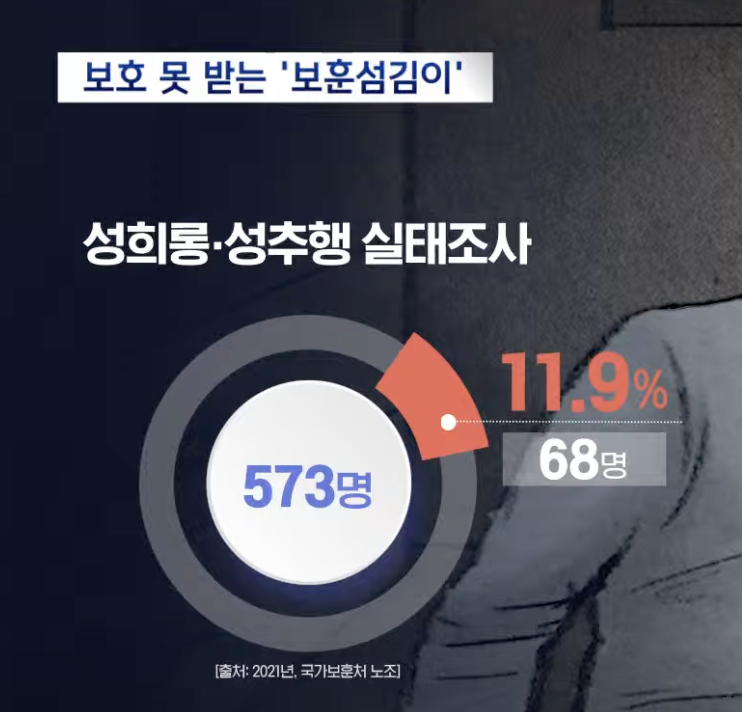 보호 못 받는 '보훈섬김이'
성희롱·성추행 실태조사
11.9%
68명
573명
[출처: 2021년, 국가보훈처 노조]